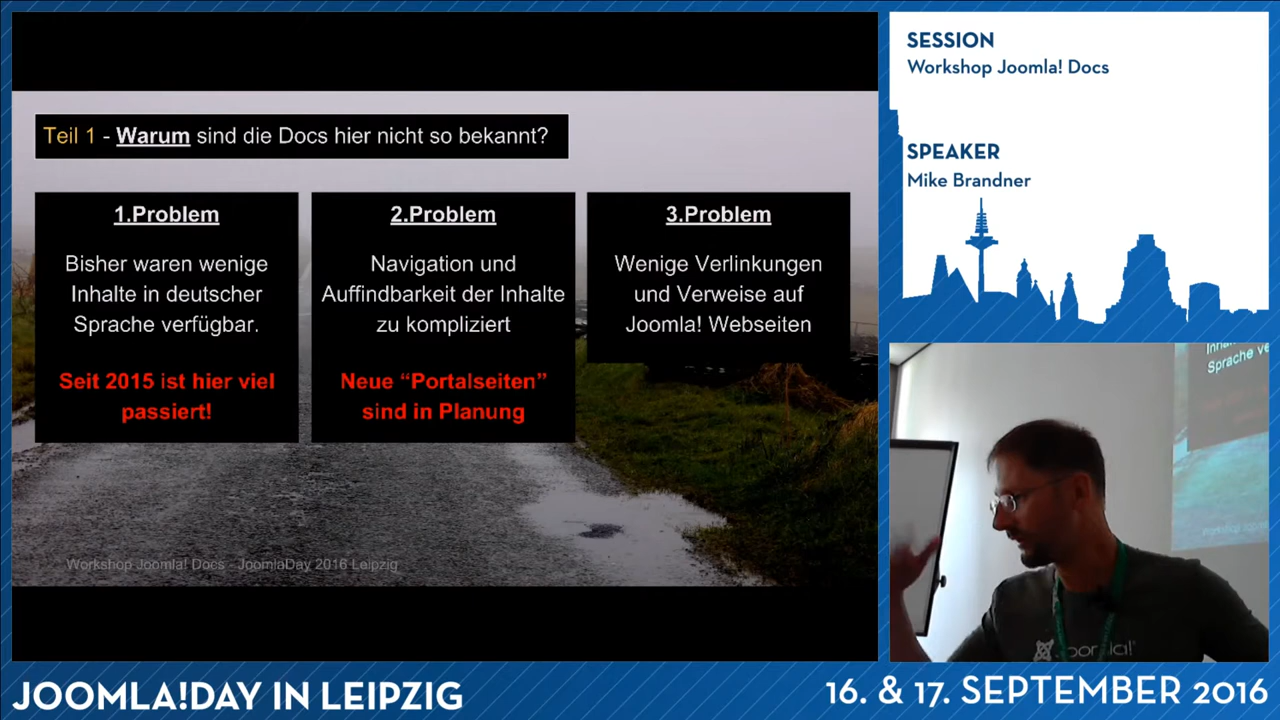 Teil 1 - Warum sind die Docs hier nicht so bekannt?
1.Problem
Bisher waren wenige
Inhalte in deutscher
Sprache verfügbar.
Seit 2015 ist hier viel
passiert!
2.Problem
Navigation und
Auffindbarkeit der Inhalte
zu kompliziert
Neue “Portalseiten”
sind in Planung
3.Problem
Wenige Verlinkungen
und Verweise auf
Joomla! Webseiten
Workshop Joomla! Docs - JoomlaDay 2016 Leipzig
SESSION
Workshop Joomla! Docs
SPEAKER
Mike Brandner
Sprache
Joomla!
JOOMLA!DAY IN LEIPZIG
16. & 17. SEPTEMBER 2016